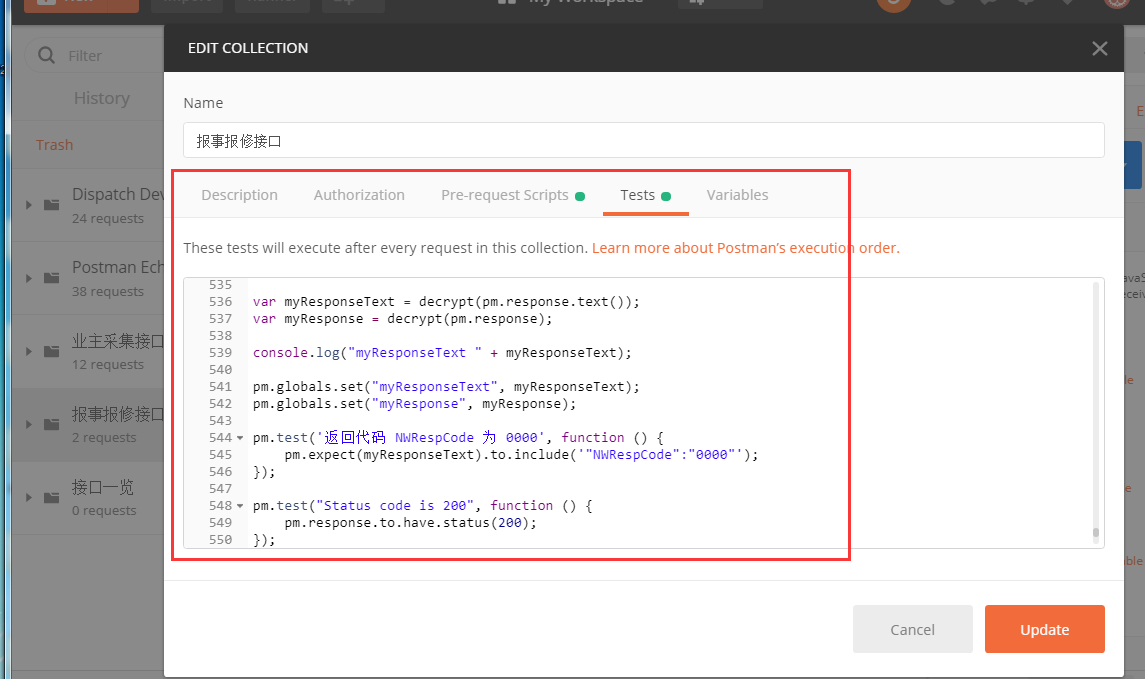 My Workspace
EDIT COLLECTION
Filter
History
Trash
Dispatch Dev
24 requests
Postman Ech
38 requests
业主采集接口
12 requests
报事报修接口
2 requests
接口一览
0 requests
Name
报事报修接口
Description
Authorization
Pre-request Scripts
Tests
Variables
These tests will execute after every request in this collection. Learn more about Postman’s execution order.
535
536 var myResponseText = decrypt(pm.response.text());
537 var myResponse = decrypt(pm.response);
538
539 console.log("myResponseText " + myResponseText);
540
541 pm.globals.set("myResponseText", myResponseText);
542 pm.globals.set("myResponse", myResponse);
543
544 pm.test('返回代码 NWRespCode 为 0000', function () {
545 pm.expect(myResponseText).to.include('"NWRespCode":"0000"');
546 });
547
548 pm.test("Status code is 200", function () {
549 pm.response.to.have.status(200);
550 });
Cancel
Update